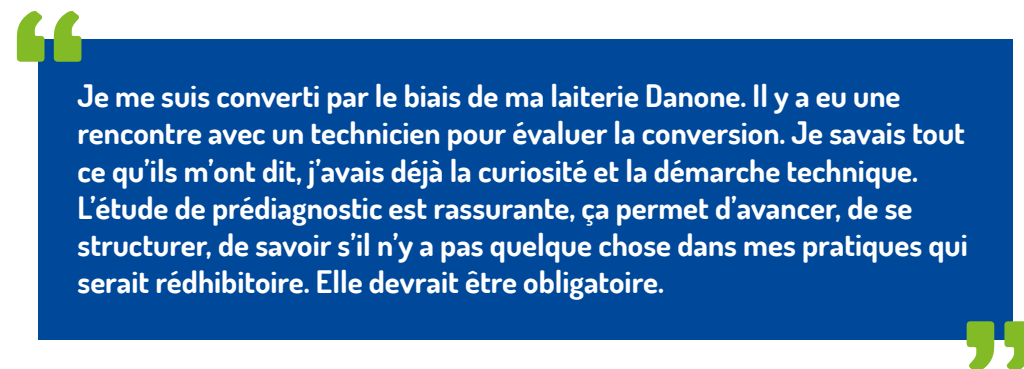 Je me suis converti par le biais de ma laiterie Danone. Il y a eu une
rencontre avec un technicien pour évaluer la conversion. Je savais tout
ce qu’ils m’ont dit, j’avais déjà la curiosité et la démarche technique.
L’étude de prédiagnostic est rassurante, ça permet d’avancer, de se
structurer, de savoir s’il n’y a pas quelque chose dans mes pratiques qui
serait rédhibitoire. Elle devrait être obligatoire.